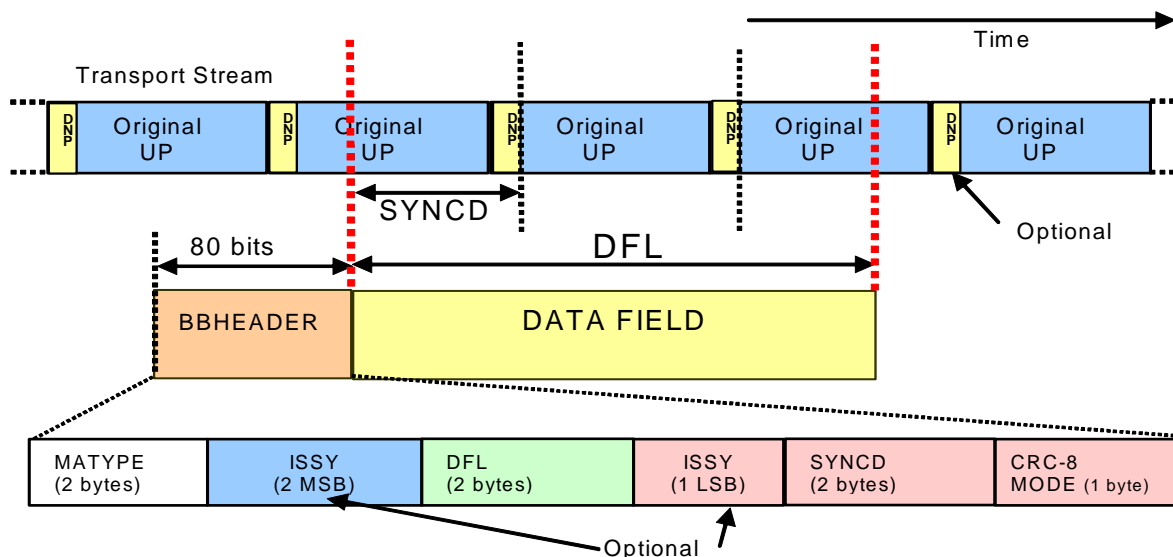 Time
Transport Stream
DNP
Original
UP
DNP
Original
UP
DNP
Original
UP
DNP
Original
UP
DNP
Original
UP
SYNCD
Optional
80 bits
DFL
BBHEADER
DATA FIELD
MATYPE
(2 bytes)
ISSY
(2 MSB)
DFL
(2 bytes)
ISSY
(1 LSB)
SYNCD
(2 bytes)
CRC-8
MODE (1 byte)
Optional